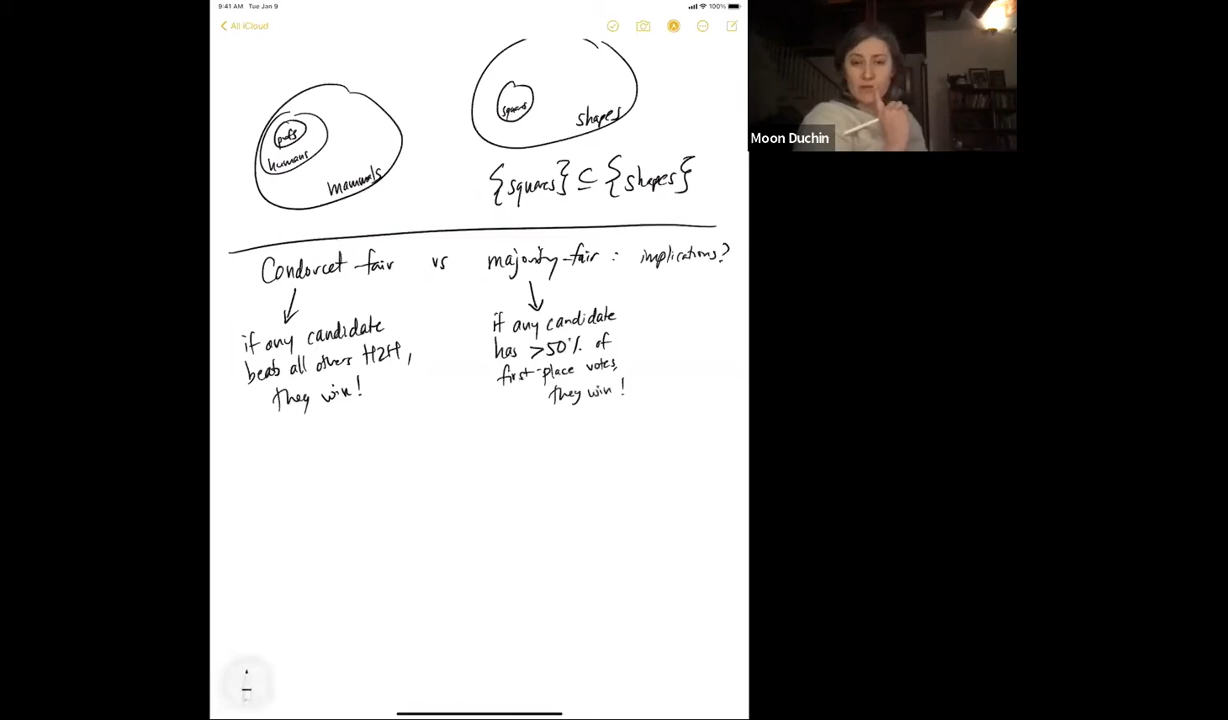 9:41 AM Tue Jan 9
100%
All iCloud
profs
humans
mammals
squares
shapes
{squares} ⊆ {shapes}
Condorcet-fair vs majority-fair : implications?
if any candidate
beats all others H2H,
they win!
if any candidate
has >50% of
first-place votes,
they win!
Moon Duchin